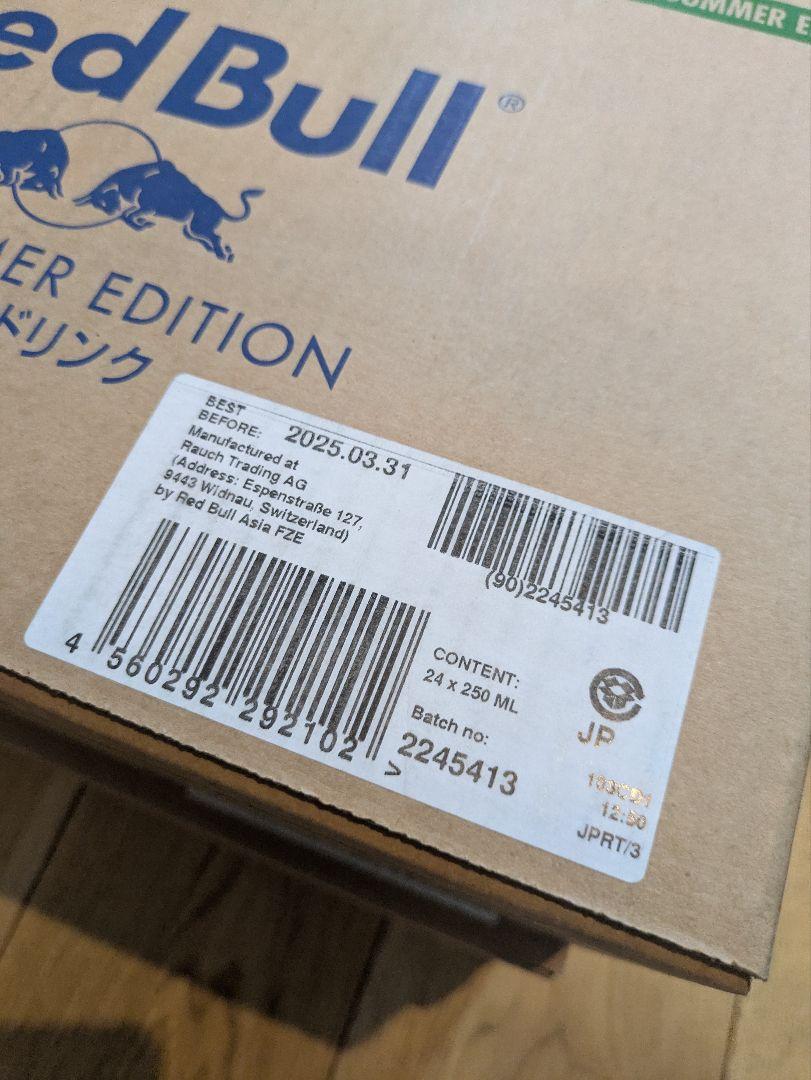 SUMMER E
edBull®
MER EDITION
ドリンク
BEST
BEFORE: 2025.03.31
Manufactured at
Rauch Trading AG
(Address: Espenstraße 127,
9443 Widnau, Switzerland)
by Red Bull Asia FZE
(90)2245413
4 560292 292102 >
CONTENT:
24 x 250 ML
Batch no:
2245413
JP
12:50
JPRT/3